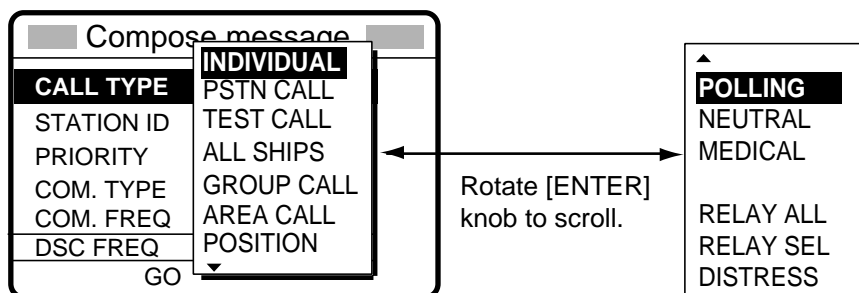 Compose message
CALL TYPE
STATION ID
PRIORITY
COM. TYPE
COM. FREQ
DSC FREQ
GO
INDIVIDUAL
PSTN CALL
TEST CALL
ALL SHIPS
GROUP CALL
AREA CALL
POSITION
Rotate [ENTER]
knob to scroll.
POLLING
NEUTRAL
MEDICAL
RELAY ALL
RELAY SEL
DISTRESS